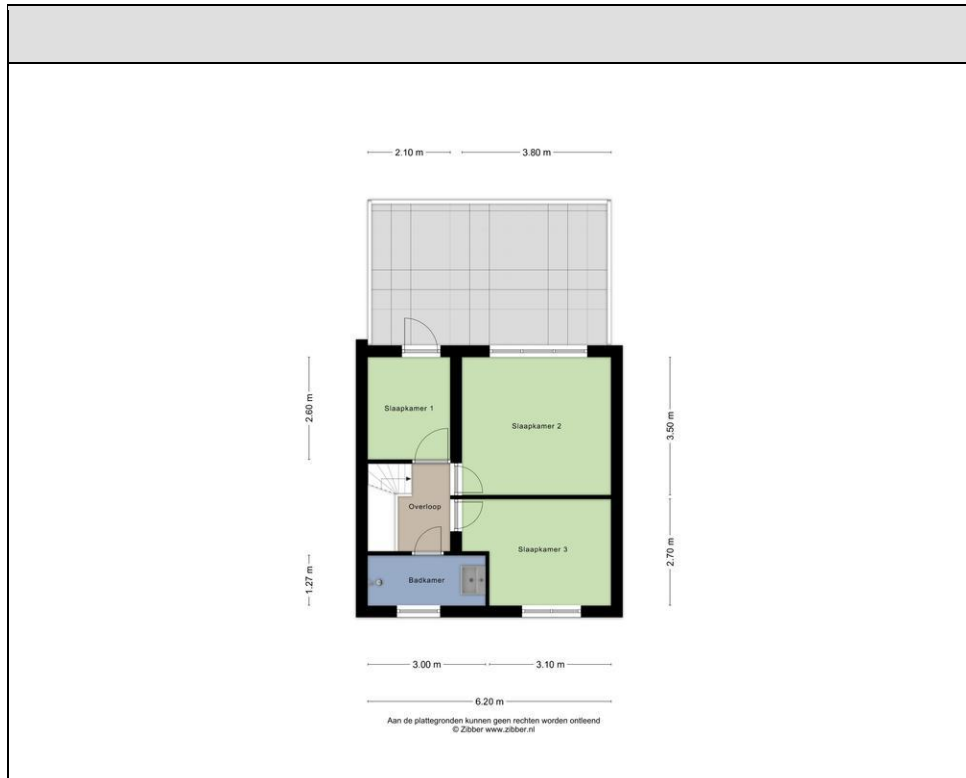 2.10 m 3.80 m
2.60 m
3.50 m
Slaapkamer 1
Slaapkamer 2
Overloop
Slaapkamer 3
2.70 m
1.27 m
Badkamer
3.00 m 3.10 m
6.20 m
Aan de plattegronden kunnen geen rechten worden ontleend
© Zibber www.zibber.nl